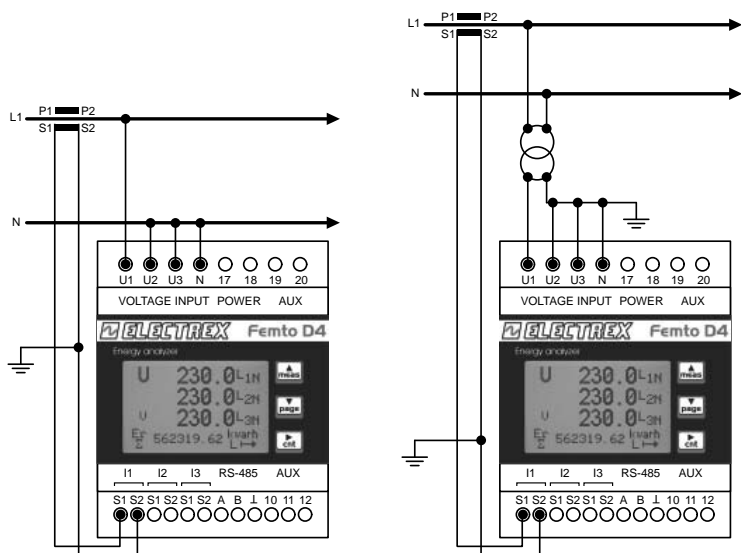 P1 P2
L1
S1 S2
N
U1 U2 U3 N 17 18 19 20
VOLTAGE INPUT POWER AUX
ELECTREX Femto D4
Energy analyzer
U 230.0 L1N
230.0 L2N
U 230.0 L3N
Er Σ 562319.62 kvarh L
meas
page
cnt
I1 I2 I3 RS-485 AUX
S1 S2 S1 S2 S1 S2 A B ⊥ 10 11 12
P1 P2
L1
S1 S2
N
U1 U2 U3 N 17 18 19 20
VOLTAGE INPUT POWER AUX
ELECTREX Femto D4
Energy analyzer
U 230.0 L1N
230.0 L2N
U 230.0 L3N
Er Σ 562319.62 kvarh L
meas
page
cnt
I1 I2 I3 RS-485 AUX
S1 S2 S1 S2 S1 S2 A B ⊥ 10 11 12